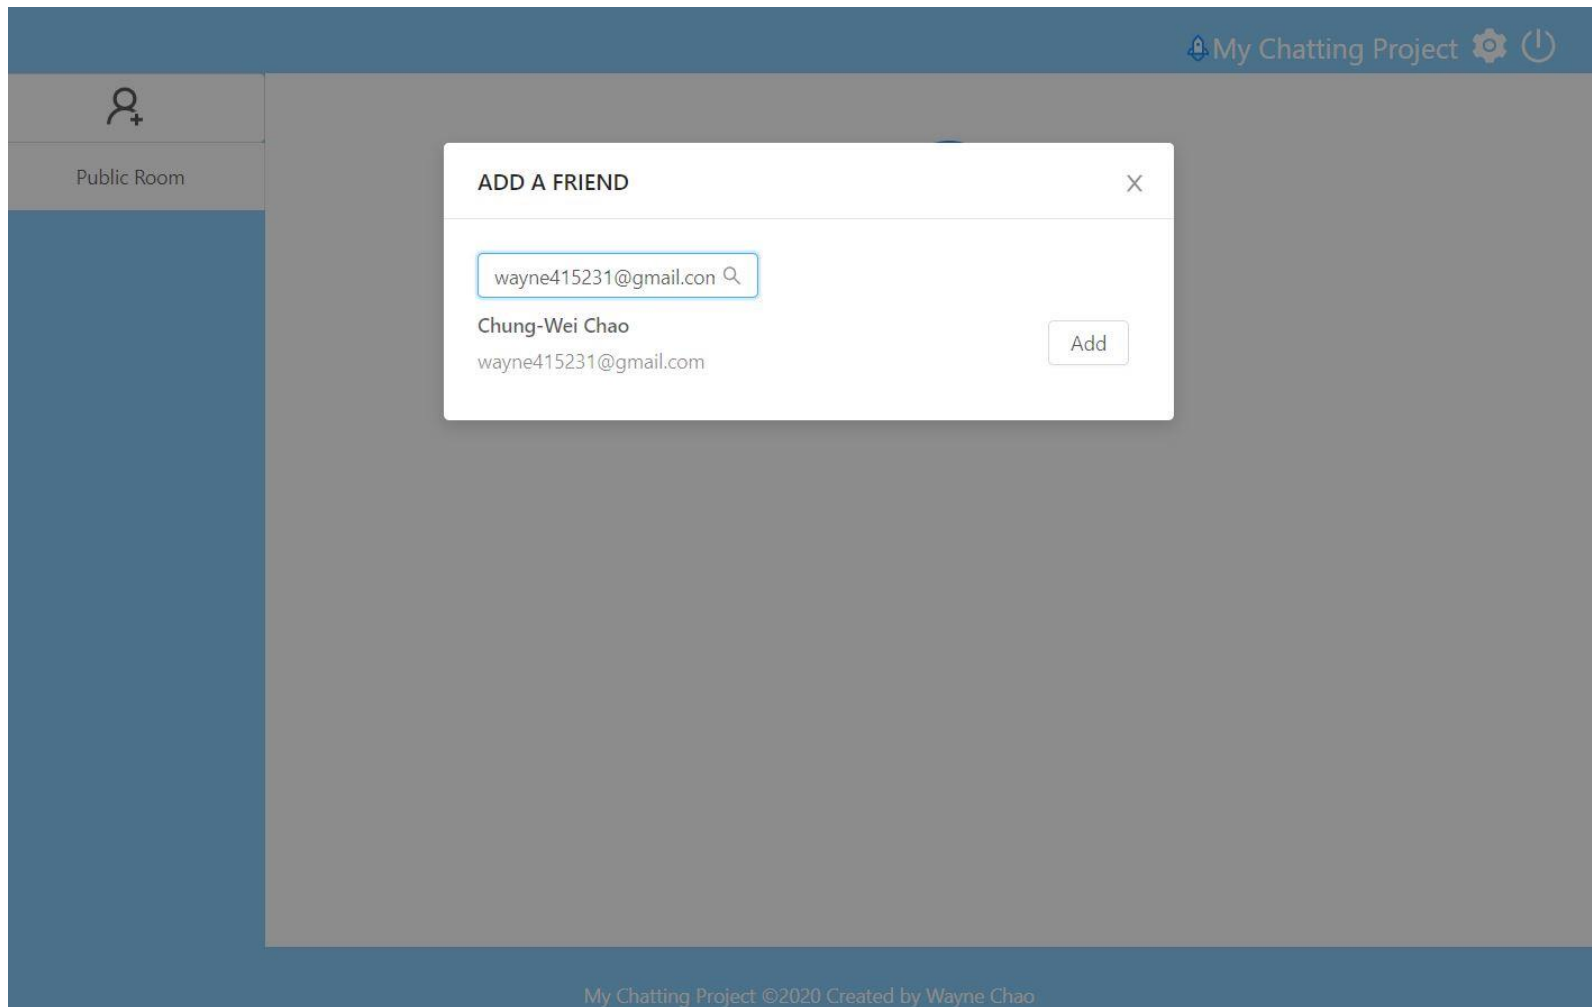 My Chatting Project
Public Room
ADD A FRIEND
wayne415231@gmail.con
Chung-Wei Chao
wayne415231@gmail.com
Add
My Chatting Project ©2020 Created by Wayne Chao